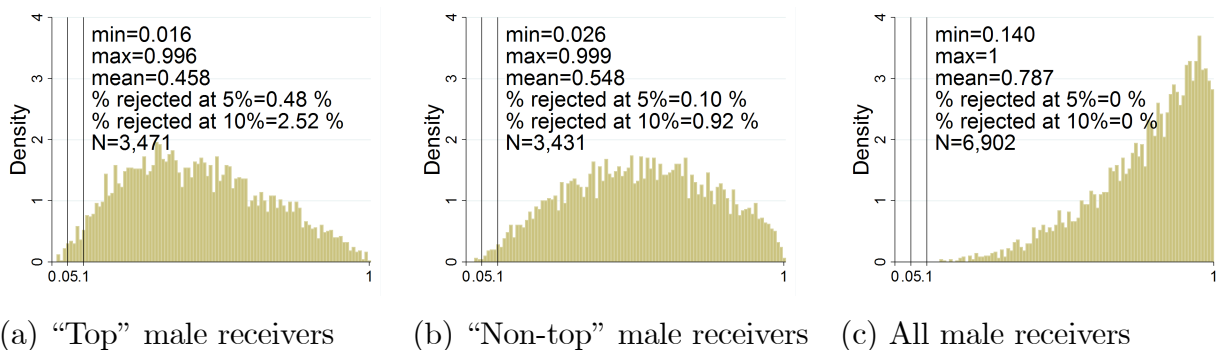 4
3
2
1
0
Density
min=0.016
max=0.996
mean=0.458
% rejected at 5%=0.48 %
% rejected at 10%=2.52 %
N=3,471
0.05.1
1
(a) “Top” male receivers
4
3
2
1
0
Density
min=0.026
max=0.999
mean=0.548
% rejected at 5%=0.10 %
% rejected at 10%=0.92 %
N=3,431
0.05.1
1
(b) “Non-top” male receivers
4
3
2
1
0
Density
min=0.140
max=1
mean=0.787
% rejected at 5%=0 %
% rejected at 10%=0 %
N=6,902
0.05.1
1
(c) All male receivers